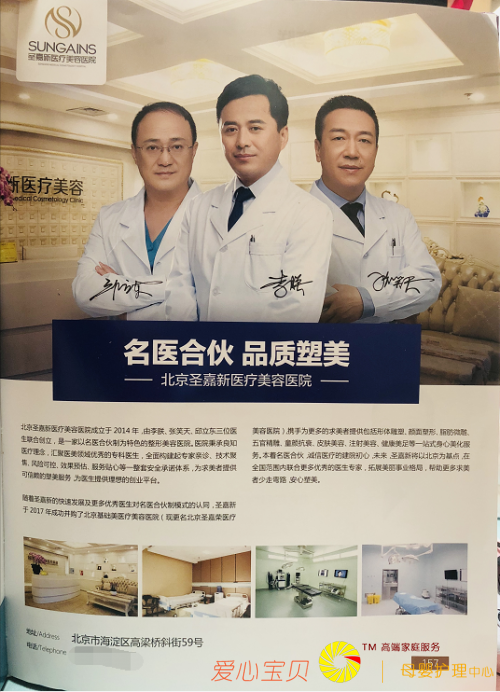 SUNGAINS
圣嘉新医疗美容医院
新医疗美容
Medical Cosmetology Clinic
名医合伙 品质塑美
北京圣嘉新医疗美容医院
北京圣嘉新医疗美容医院成立于 2014 年,由李朕、张笑天、邱立东三位医
生联合创立，是一家以名医合伙制为特色的整形美容医院。医院秉承良知
医疗理念，汇聚医美领域优秀的专科医生，全面构建起专家亲诊、技术聚
焦、风险可控、效果预估、服务贴心等一整套安全承诺体系，为求美者提供
可信赖的塑美服务,为医生提供理想的创业平台。
随着圣嘉新的快速发展及更多优秀医生对名医合伙制模式的认同，圣嘉新
于 2017 年成功并购了北京基础美医疗美容医院（现更名北京圣嘉荣医疗
美容医院）,携手为更多的求美者提供包括形体雕塑、颜面塑形、脂肪微雕、
五官精雕、童颜抗衰、皮肤美容、注射美容、健康美足等一站式身心美化服
务。本着名医合伙 ,诚信医疗的建院初心 ,未来,圣嘉新将以北京为基点,在
全国范围内联合更多优秀的医生专家，拓展美丽事业格局，帮助更多求美
者少走弯路,安心塑美。
地址/Address 北京市海淀区高梁桥斜街59号
电话/Telephone
爱心宝贝 TM 高端家庭服务
157
母婴护理中心